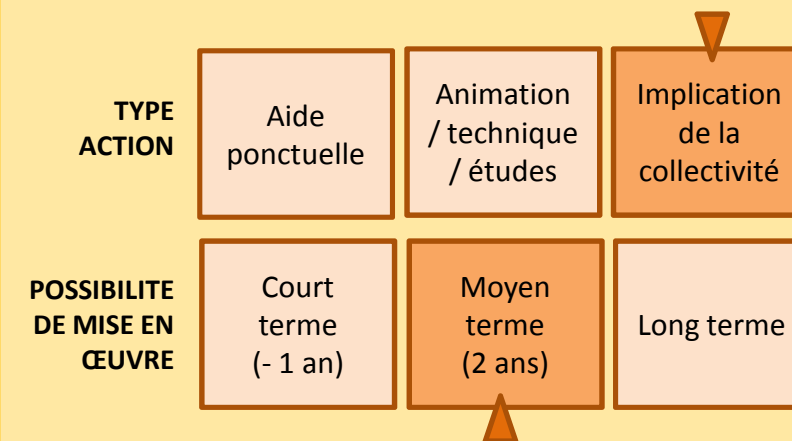 TYPE
ACTION
Aide
ponctuelle
Animation
/ technique
/ études
Implication
de la
collectivité
POSSIBILITE
DE MISE EN
ŒUVRE
Court
terme
(- 1 an)
Moyen
terme
(2 ans)
Long terme